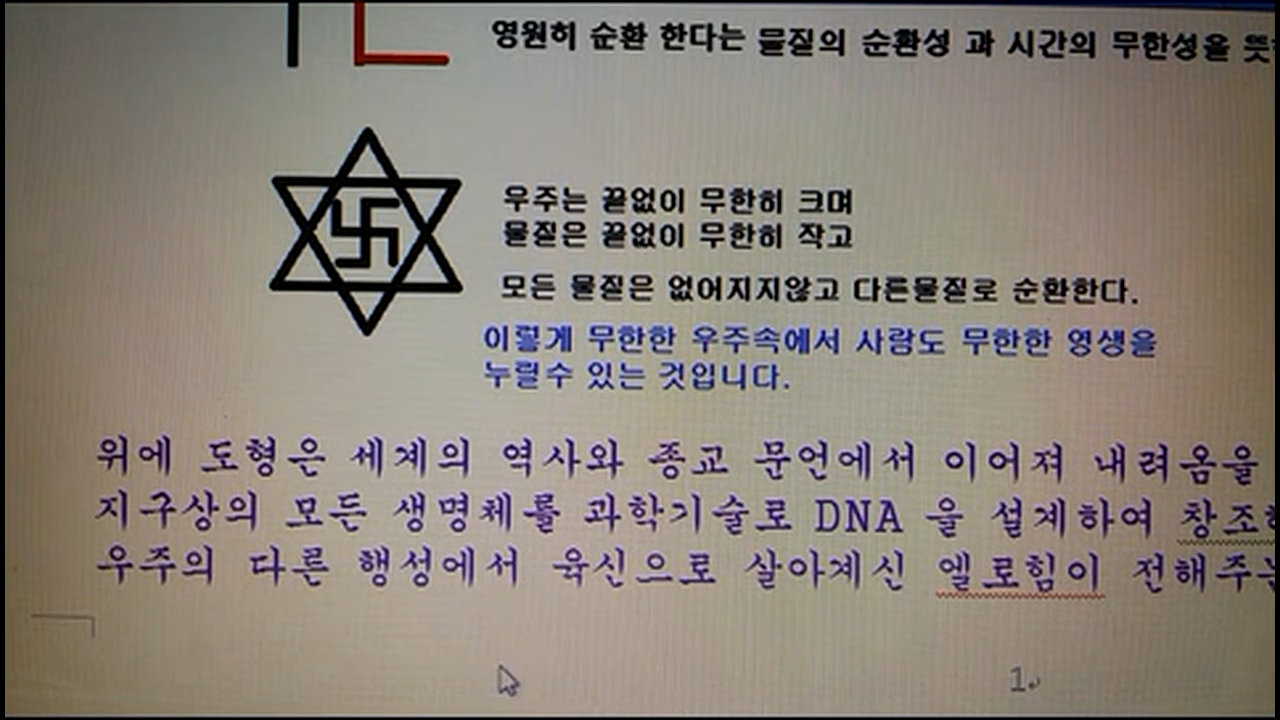 영원히 순환 한다는 물질의 순환성 과 시간의 무한성을
우주는 끝없이 무한히 크며
물질은 끝없이 무한히 작고
모든 물질은 없어지지않고 다른물질로 순환한다.
이렇게 무한한 우주속에서 사람도 무한한 영생을
누릴수 있는 것입니다.
위에 도형은 세계의 역사와 종교 문언에서 이어져 내려옴을
지구상의 모든 생명체를 과학기술로 DNA 을 설계하여 창조
우주의 다른 행성에서 육신으로 살아계신 엘로힘이 전해주는
1